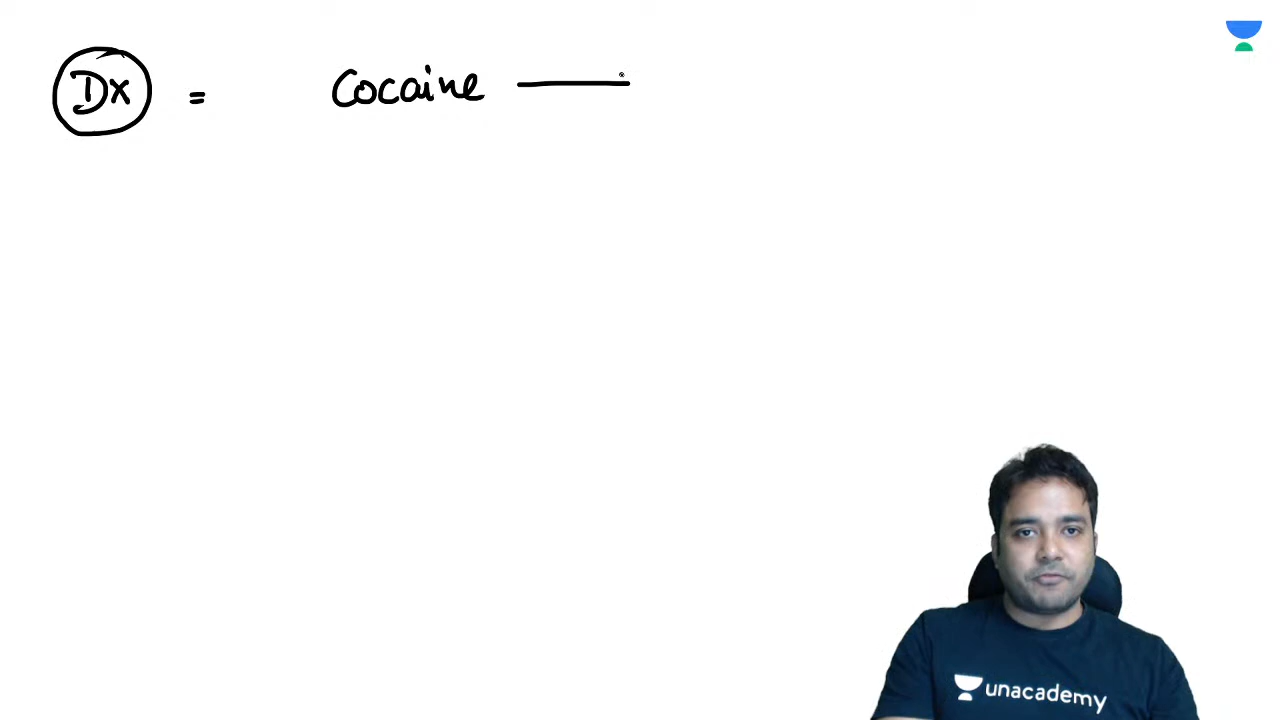 Dx = Cocaine —
unacademy